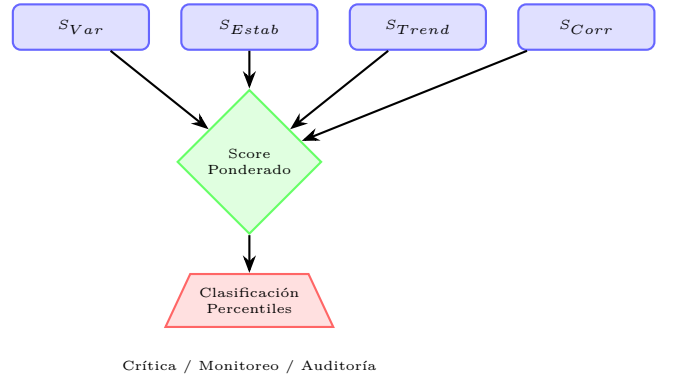 S_Var
S_Estab
S_Trend
S_Corr
Score
Ponderado
Clasificación
Percentiles
Crítica / Monitoreo / Auditoría